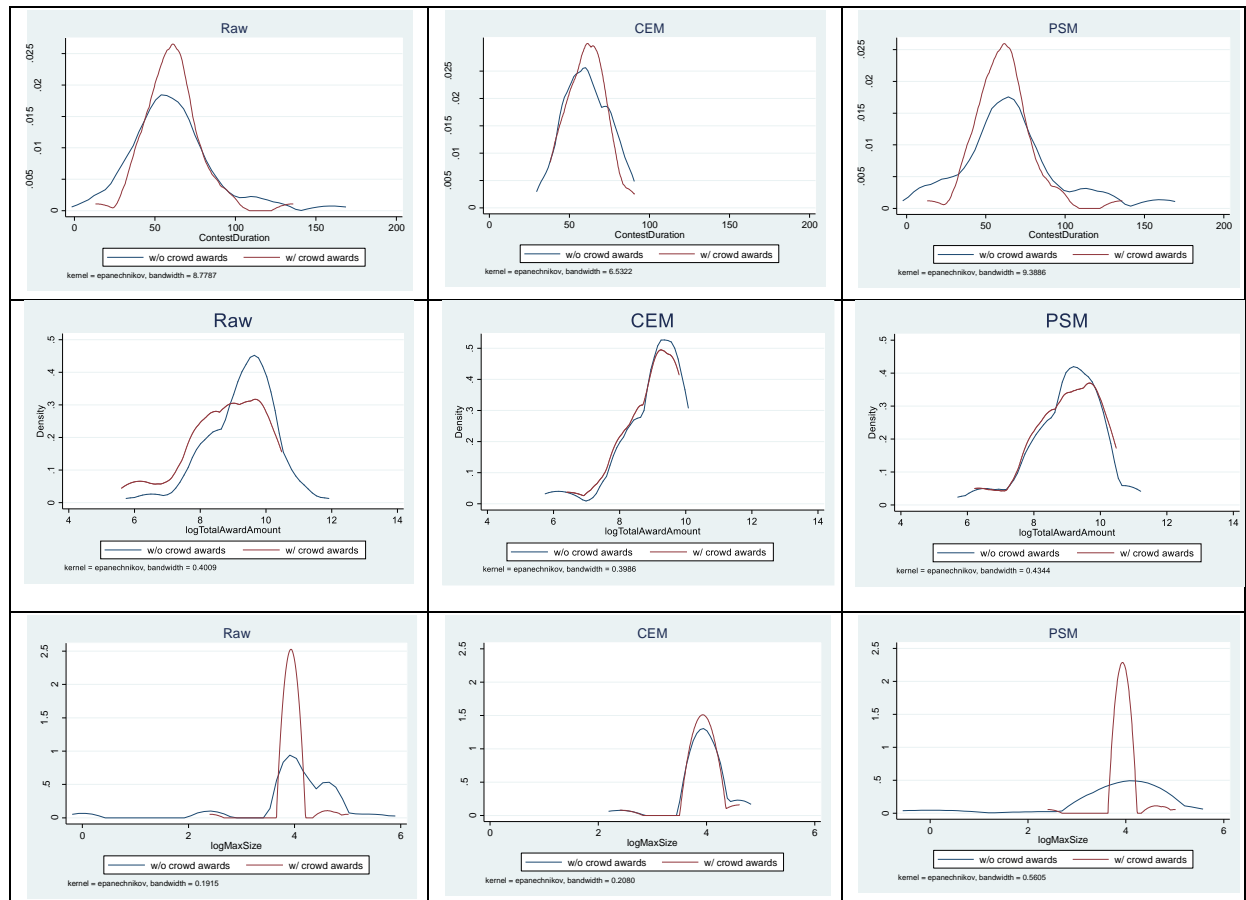 Raw
.025
.02
.015
.01
.005
0
0 50 100 150 200
ContestDuration
w/o crowd awards w/ crowd awards
kernel = epanechnikov, bandwidth = 8.7787
CEM
.025
.02
.015
.01
.005
0
0 50 100 150 200
ContestDuration
w/o crowd awards w/ crowd awards
kernel = epanechnikov, bandwidth = 6.5322
PSM
.025
.02
.015
.01
.005
0
0 50 100 150 200
ContestDuration
w/o crowd awards w/ crowd awards
kernel = epanechnikov, bandwidth = 9.3886
Raw
Density
.5
.4
.3
.2
.1
0
4 6 8 10 12 14
logTotalAwardAmount
w/o crowd awards w/ crowd awards
kernel = epanechnikov, bandwidth = 0.4009
CEM
Density
.5
.4
.3
.2
.1
0
4 6 8 10 12 14
logTotalAwardAmount
w/o crowd awards w/ crowd awards
kernel = epanechnikov, bandwidth = 0.3986
PSM
Density
.5
.4
.3
.2
.1
0
4 6 8 10 12 14
logTotalAwardAmount
w/o crowd awards w/ crowd awards
kernel = epanechnikov, bandwidth = 0.4344
Raw
2.5
2
1.5
1
.5
0
0 2 4 6
logMaxSize
w/o crowd awards w/ crowd awards
kernel = epanechnikov, bandwidth = 0.1915
CEM
2.5
2
1.5
1
.5
0
0 2 4 6
logMaxSize
w/o crowd awards w/ crowd awards
kernel = epanechnikov, bandwidth = 0.2080
PSM
2.5
2
1.5
1
.5
0
0 2 4 6
logMaxSize
w/o crowd awards w/ crowd awards
kernel = epanechnikov, bandwidth = 0.5605